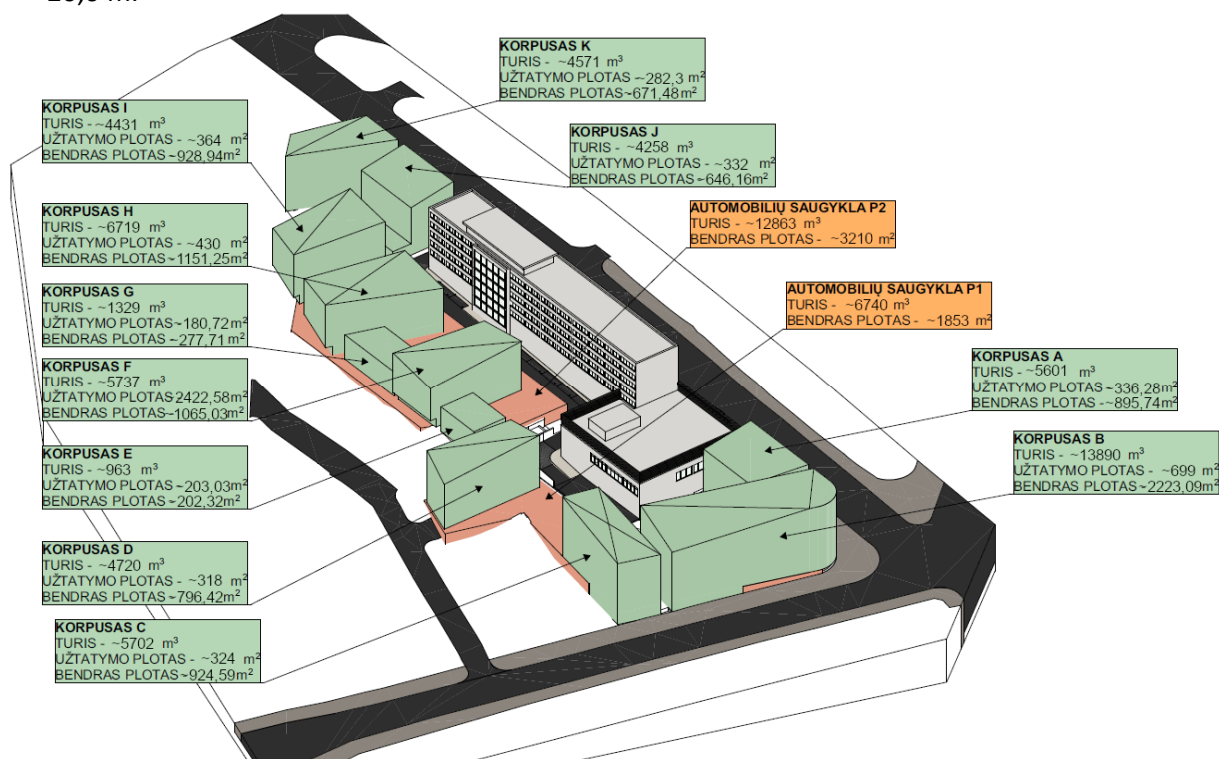 KORPUSAS K
TURIS - ~4571 m³
UŽTATYMO PLOTAS -~282,3 m²
BENDRAS PLOTAS-~671,48m²
KORPUSAS I
TURIS - ~4431 m³
UŽTATYMO PLOTAS - ~364 m²
BENDRAS PLOTAS -~928,94m²
KORPUSAS J
TURIS - ~4258 m³
UŽTATYMO PLOTAS - ~332 m²
BENDRAS PLOTAS-~646,16m²
KORPUSAS H
TURIS - ~6719 m³
UŽTATYMO PLOTAS - ~430 m²
BENDRAS PLOTAS-~1151,25m²
AUTOMOBILIŲ SAUGYKLA P2
TURIS - ~12863 m³
BENDRAS PLOTAS - ~3210 m²
KORPUSAS G
TURIS - ~1329 m³
UŽTATYMO PLOTAS-~180,72m²
BENDRAS PLOTAS-~277,71m²
AUTOMOBILIŲ SAUGYKLA P1
TURIS - ~6740 m³
BENDRAS PLOTAS - ~1853 m²
KORPUSAS F
TURIS - ~5737 m³
UŽTATYMO PLOTAS-2422,58m²
BENDRAS PLOTAS-~1065,03m²
KORPUSAS A
TURIS - ~5601 m³
UŽTATYMO PLOTAS -~336,28m²
BENDRAS PLOTAS -~895,74m²
KORPUSAS E
TURIS - ~963 m³
UŽTATYMO PLOTAS -~203,03m²
BENDRAS PLOTAS -~202,32m²
KORPUSAS B
TURIS - ~13890 m³
UŽTATYMO PLOTAS - ~699 m²
BENDRAS PLOTAS-~2223,09m²
KORPUSAS D
TURIS - ~4720 m³
UŽTATYMO PLOTAS - ~318 m²
BENDRAS PLOTAS -~796,42m²
KORPUSAS C
TURIS - ~5702 m³
UŽTATYMO PLOTAS - ~324 m²
BENDRAS PLOTAS -~924,59m²